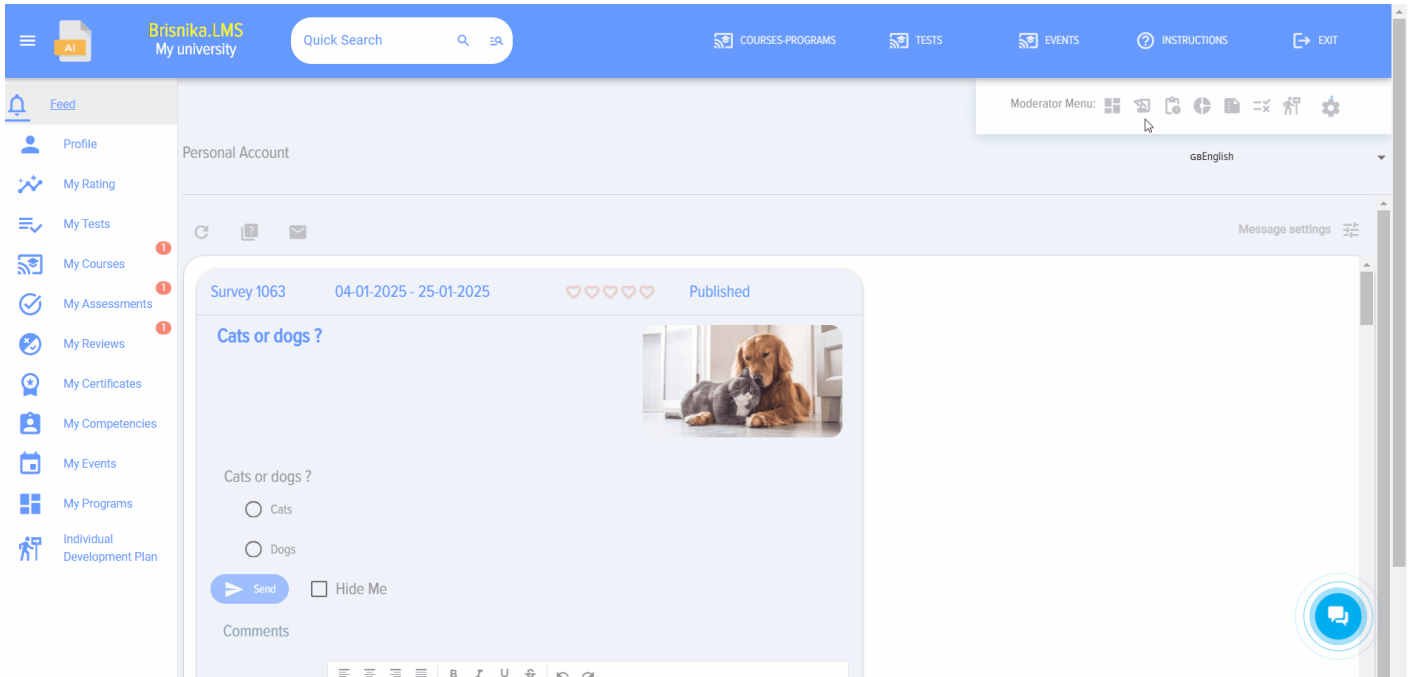 AI
Brisnika.LMS
My university
Quick Search
COURSES-PROGRAMS
TESTS
EVENTS
INSTRUCTIONS
EXIT
Moderator Menu:
Feed
Profile
My Rating
My Tests
1
My Courses
1
My Assessments
1
My Reviews
My Certificates
My Competencies
My Events
My Programs
Individual
Development Plan
Personal Account
GBEnglish
Message settings
Survey 1063
04-01-2025 - 25-01-2025
Published
Cats or dogs ?
Cats or dogs ?
Cats
Dogs
Send
Hide Me
Comments
B I U S